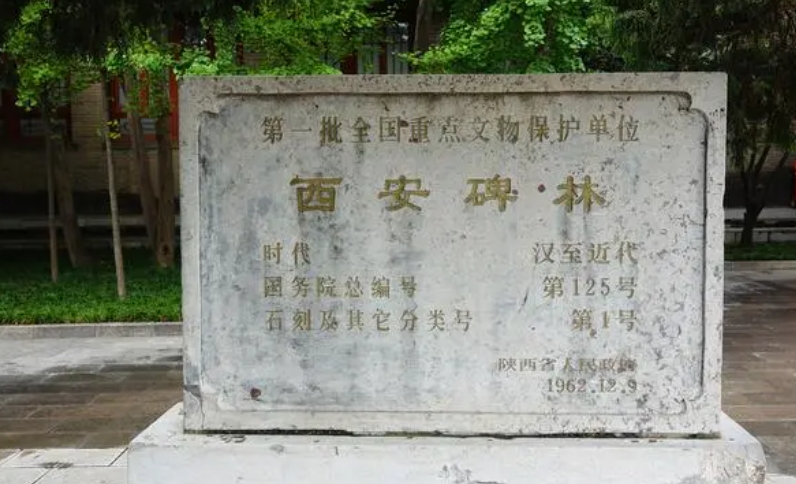 第一批全国重点文物保护单位
西安碑林
时代 汉至近代
国务院总编号 第125号
石刻及其它分类号 第1号
陕西省人民政府
1962.12.9